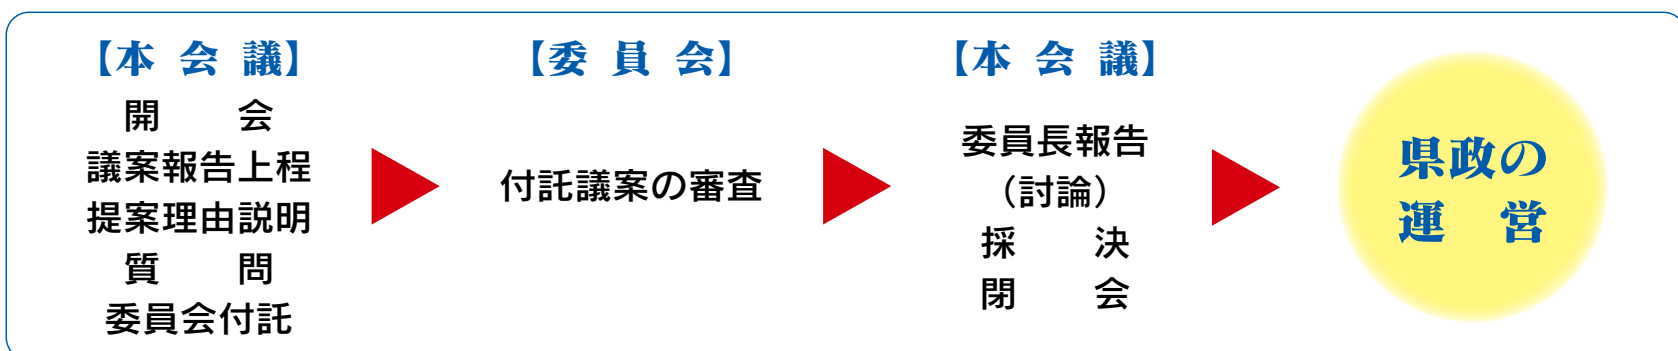 【本会議】
開会
議案報告上程
提案理由説明
質問
委員会付託
【委員会】
付託議案の審査
【本会議】
委員長報告
（討論）
採決
閉会
県政の
運営